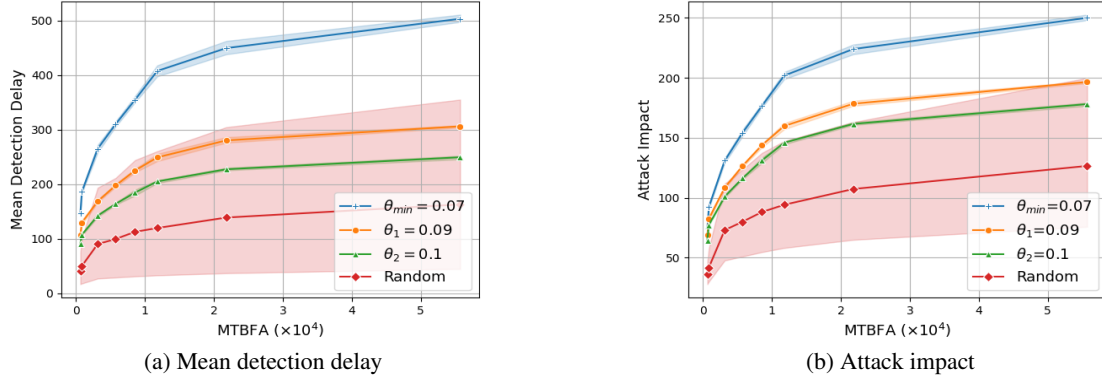 500
400
300
200
100
0
Mean Detection Delay
0
1
2
3
4
5
MTBFA (×10⁴)
θmin = 0.07
θ1 = 0.09
θ2 = 0.1
Random
(a) Mean detection delay
250
200
150
100
50
Attack Impact
0
1
2
3
4
5
MTBFA (×10⁴)
θmin = 0.07
θ1 = 0.09
θ2=0.1
Random
(b) Attack impact